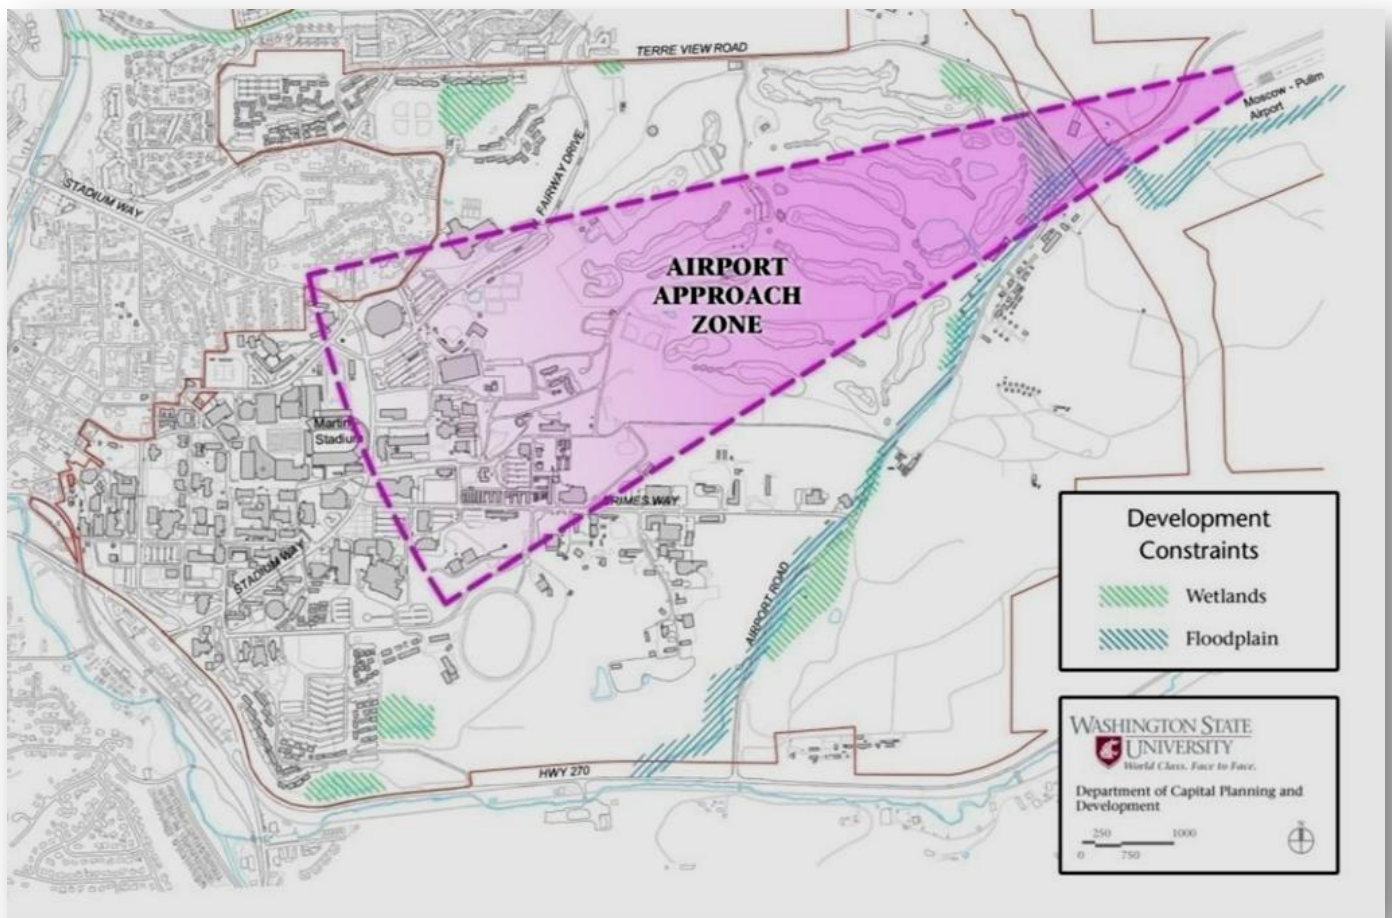 TERRE VIEW ROAD
Moscow - Pullm
Airport
STADIUM WAY
FAIRWAY DRIVE
AIRPORT
APPROACH
ZONE
Martin
Stadium
GRIMES WAY
STADIUM WAY
AIRPORT ROAD
HWY 270
Development
Constraints
Wetlands
Floodplain
WASHINGTON STATE
UNIVERSITY
World Class. Face to Face.
Department of Capital Planning and
Development
250 1000
0 750
N